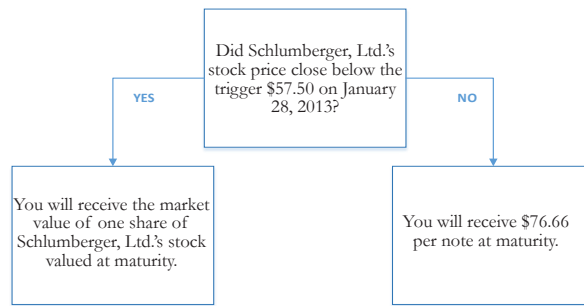 Did Schlumberger, Ltd.'s
stock price close below the
trigger $57.50 on January
28, 2013?
YES
NO
You will receive the market
value of one share of
Schlumberger, Ltd.'s stock
valued at maturity.
You will receive $76.66
per note at maturity.